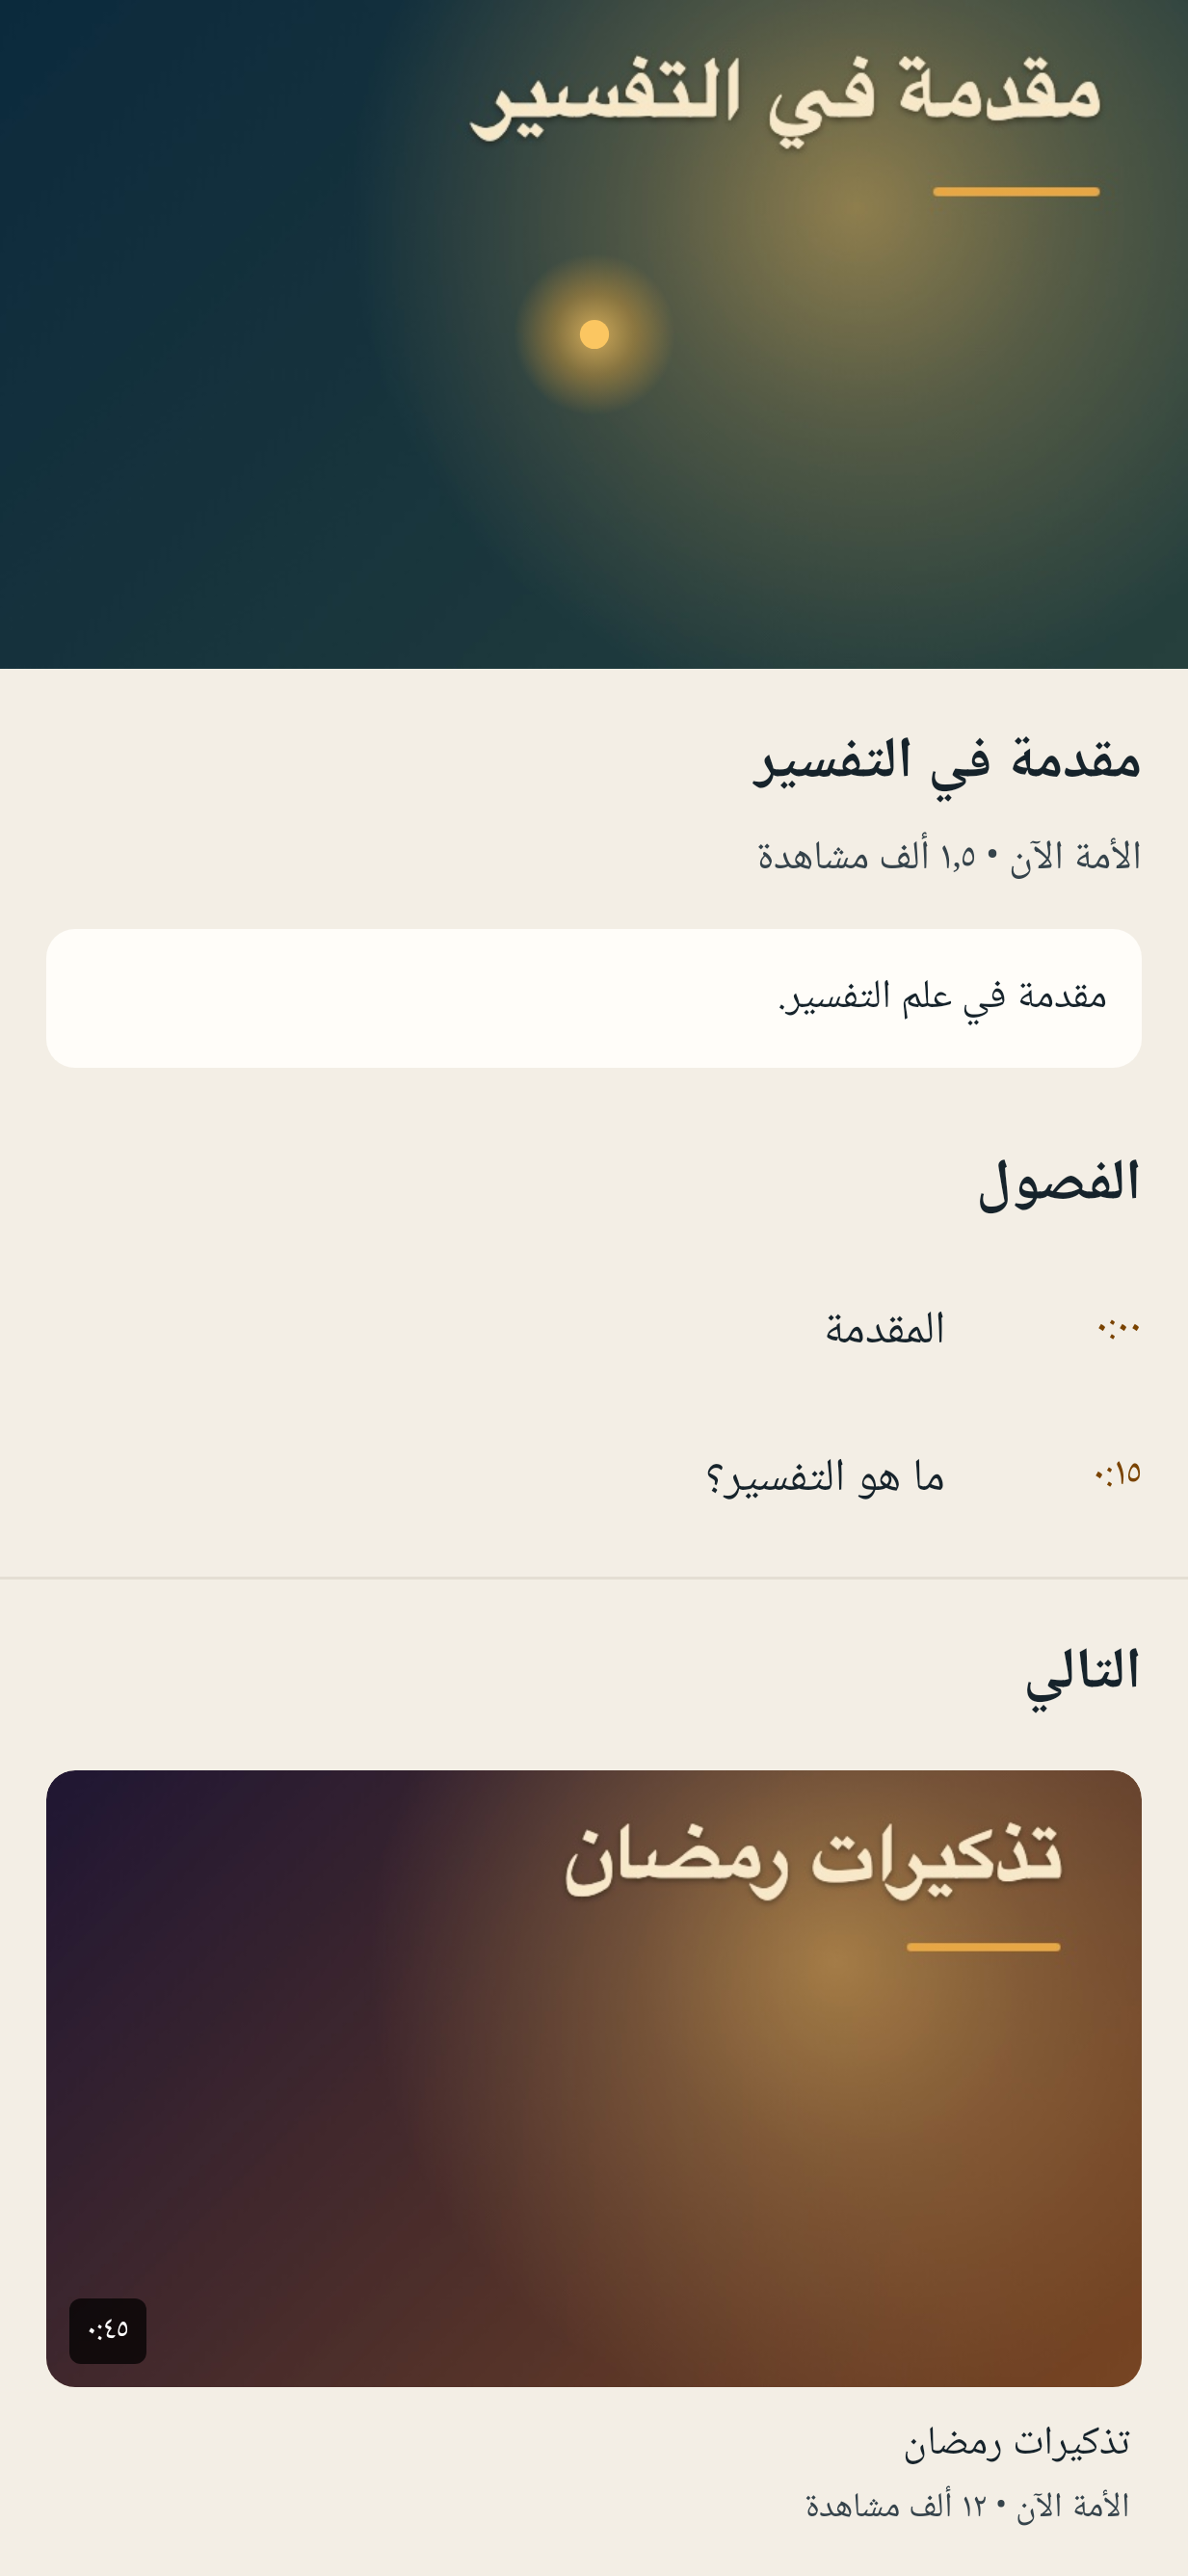 مقدمة في التفسير
مقدمة في التفسير
الأمة الآن • ١,٥ ألف مشاهدة
مقدمة في علم التفسير.
الفصول
٠:٠٠ المقدمة
٠:١٥ ما هو التفسير؟
التالي
تذكيرات رمضان
٠:٤٥
تذكيرات رمضان
الأمة الآن • ١٢ ألف مشاهدة